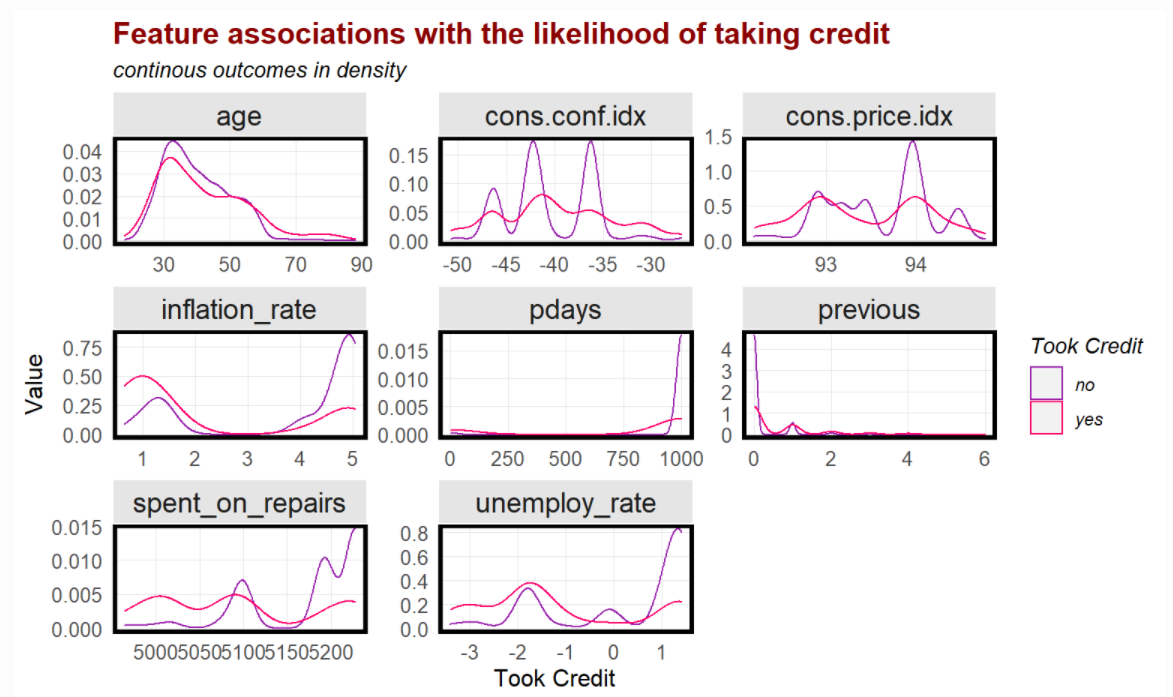 Feature associations with the likelihood of taking credit
continous outcomes in density
age
cons.conf.idx
cons.price.idx
0.04
0.03
0.02
0.01
0.00
30 50 70 90
0.15
0.10
0.05
0.00
-50 -45 -40 -35 -30
1.5
1.0
0.5
0.0
93 94
inflation_rate
pdays
previous
0.75
0.50
0.25
0.00
1 2 3 4 5
0.015
0.010
0.005
0.000
0 250 500 750 1000
4
3
2
1
0
0 2 4 6
Value
Took Credit
no
yes
spent_on_repairs
unemploy_rate
0.015
0.010
0.005
0.000
50005050510051505200
0.8
0.6
0.4
0.2
0.0
-3 -2 -1 0 1
Took Credit